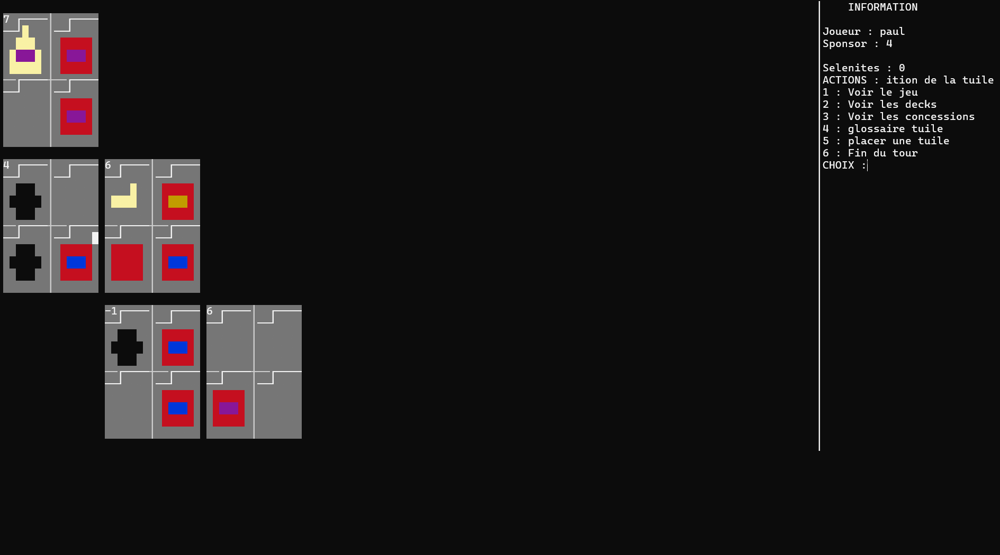 7
4
6
-1
6
INFORMATION
Joueur : paul
Sponsor : 4
Selenites : 0
ACTIONS : ition de la tuile
1 : Voir le jeu
2 : Voir les decks
3 : Voir les concessions
4 : glossaire tuile
5 : placer une tuile
6 : Fin du tour
CHOIX :